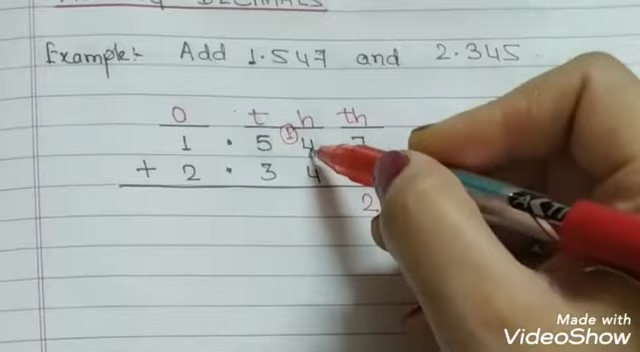 Example:- Add 1.547 and 2.345
O t h th
1 . 5 ① 4 7
+ 2 . 3 4
2
Made with
VideoShow